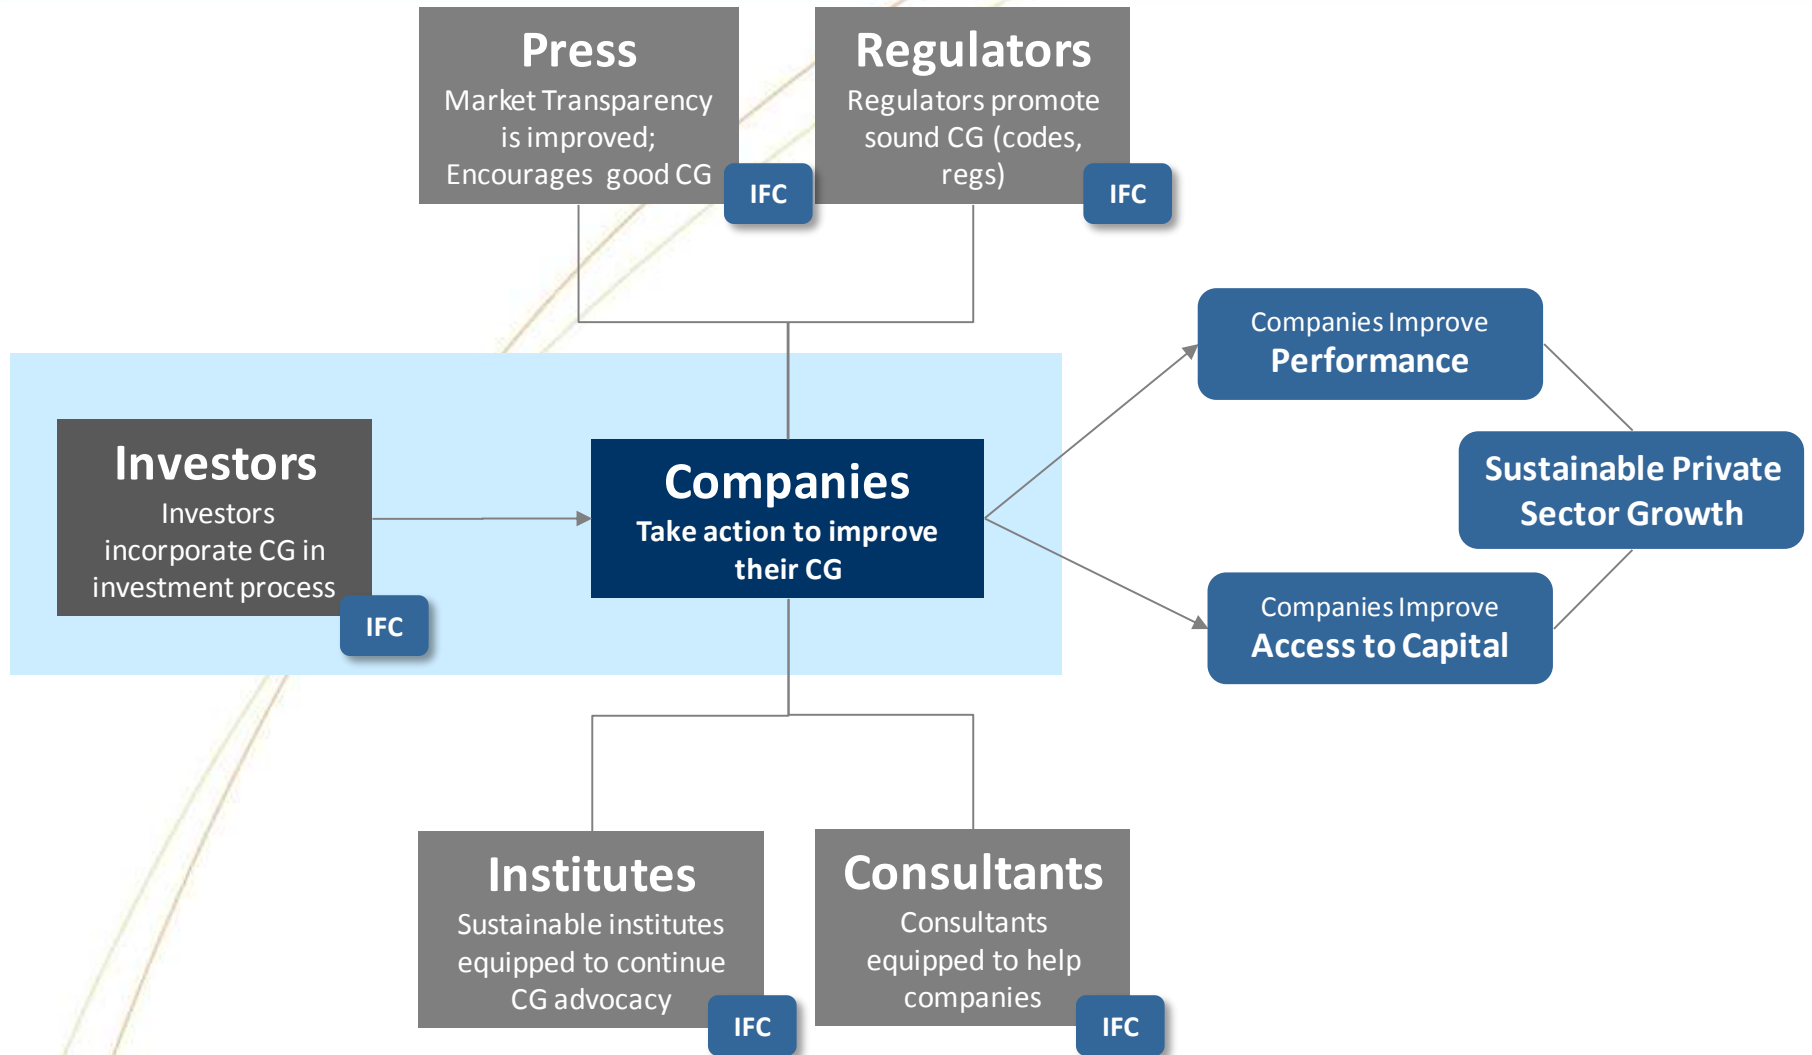 Press
Market Transparency
is improved;
Encourages good CG
IFC
Regulators
Regulators promote
sound CG (codes,
regs)
IFC
Investors
Investors
incorporate CG in
investment process
IFC
Companies
Take action to improve
their CG
Companies Improve
Performance
Sustainable Private
Sector Growth
Companies Improve
Access to Capital
Institutes
Sustainable institutes
equipped to continue
CG advocacy
IFC
Consultants
Consultants
equipped to help
companies
IFC